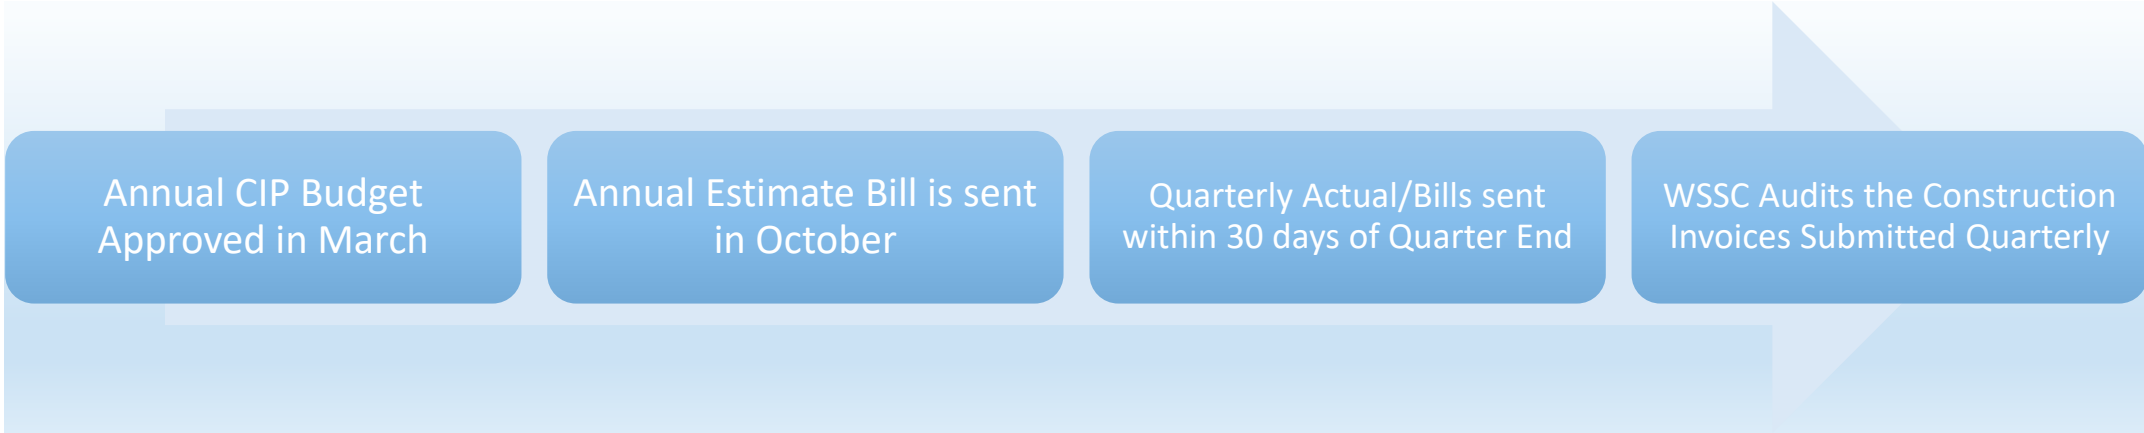 Annual CIP Budget
Approved in March
Annual Estimate Bill is sent
in October
Quarterly Actual/Bills sent
within 30 days of Quarter End
WSSC Audits the Construction
Invoices Submitted Quarterly